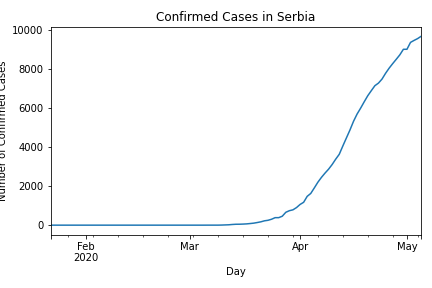 Confirmed Cases in Serbia
10000
8000
6000
4000
2000
0
Number of Confirmed Cases
Feb
2020
Mar
Apr
May
Day